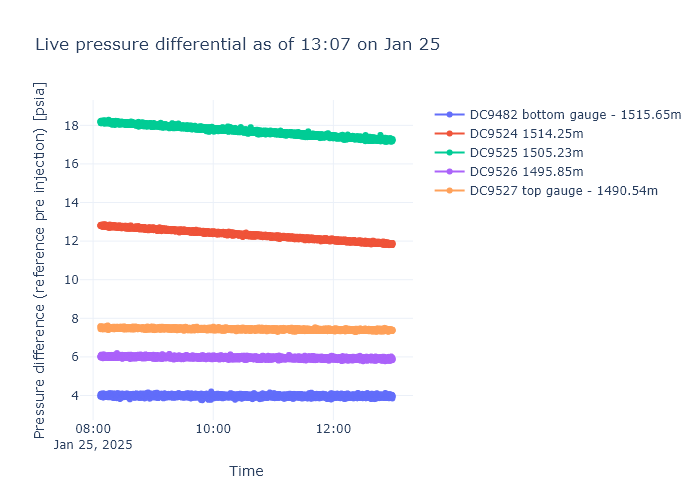 Live pressure differential as of 13:07 on Jan 25
Pressure difference (reference pre injection) [psia]
18
16
14
12
10
8
6
4
08:00
Jan 25, 2025
10:00
12:00
Time
DC9482 bottom gauge - 1515.65m
DC9524 1514.25m
DC9525 1505.23m
DC9526 1495.85m
DC9527 top gauge - 1490.54m